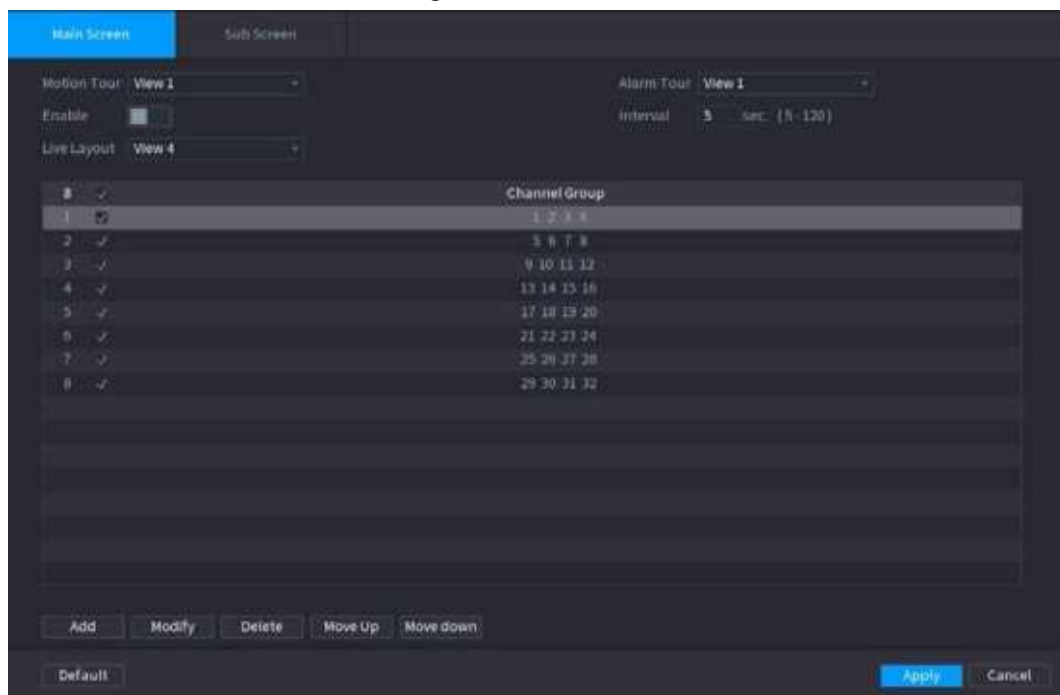 Main Screen Sub Screen
Motion Tour View 1 Alarm Tour View 1
Enable Interval 5 sec. (5-120)
Live Layout View 4
8 Channel Group
1 1 2 3 4
2 5 6 7 8
3 9 10 11 12
4 13 14 15 16
5 17 18 19 20
6 21 22 23 24
7 25 26 27 28
8 29 30 31 32
Add Modify Delete Move Up Move down
Default Apply Cancel